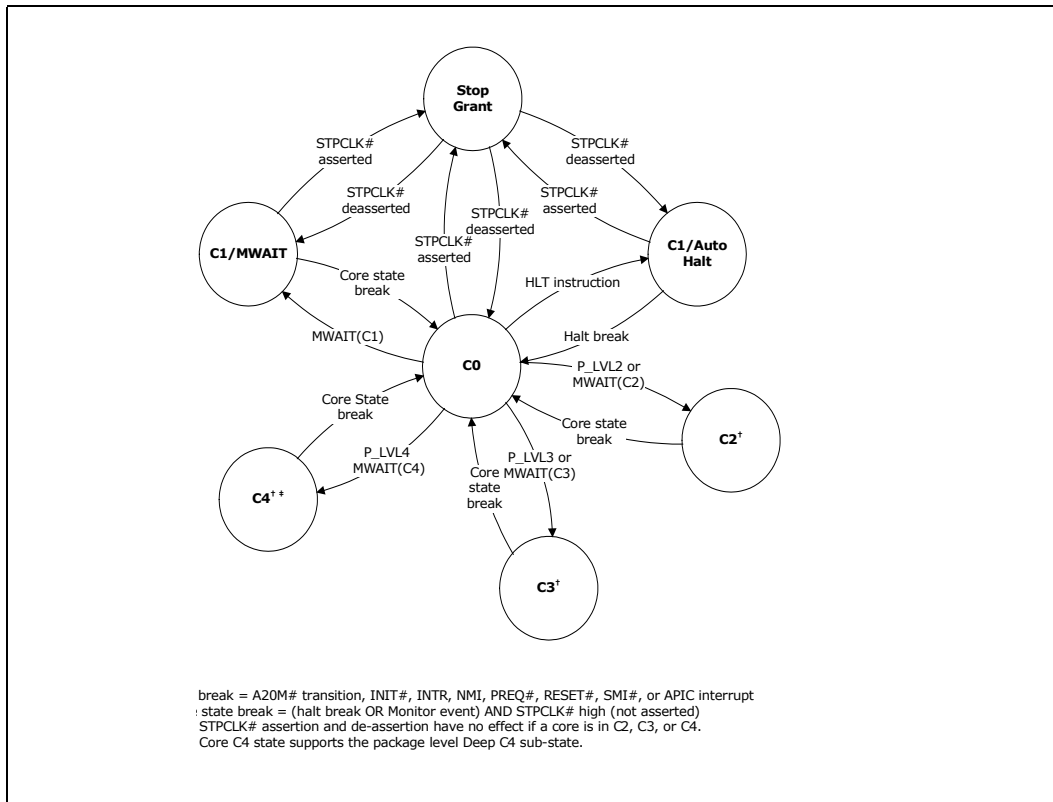 Stop
Grant
STPCLK#
asserted
STPCLK#
deasserted
STPCLK#
deasserted
STPCLK#
asserted
C1/MWAIT
STPCLK#
asserted
STPCLK#
deasserted
C1/Auto
Halt
Core state
break
HLT instruction
MWAIT(C1)
Halt break
C0
P_LVL2 or
MWAIT(C2)
Core State
break
Core state
break
C2†
P_LVL4
MWAIT(C4)
P_LVL3 or
MWAIT(C3)
Core
state
break
C4† ‡
C3†
break = A20M# transition, INIT#, INTR, NMI, PREQ#, RESET#, SMI#, or APIC interrupt
state break = (halt break OR Monitor event) AND STPCLK# high (not asserted)
STPCLK# assertion and de-assertion have no effect if a core is in C2, C3, or C4.
Core C4 state supports the package level Deep C4 sub-state.